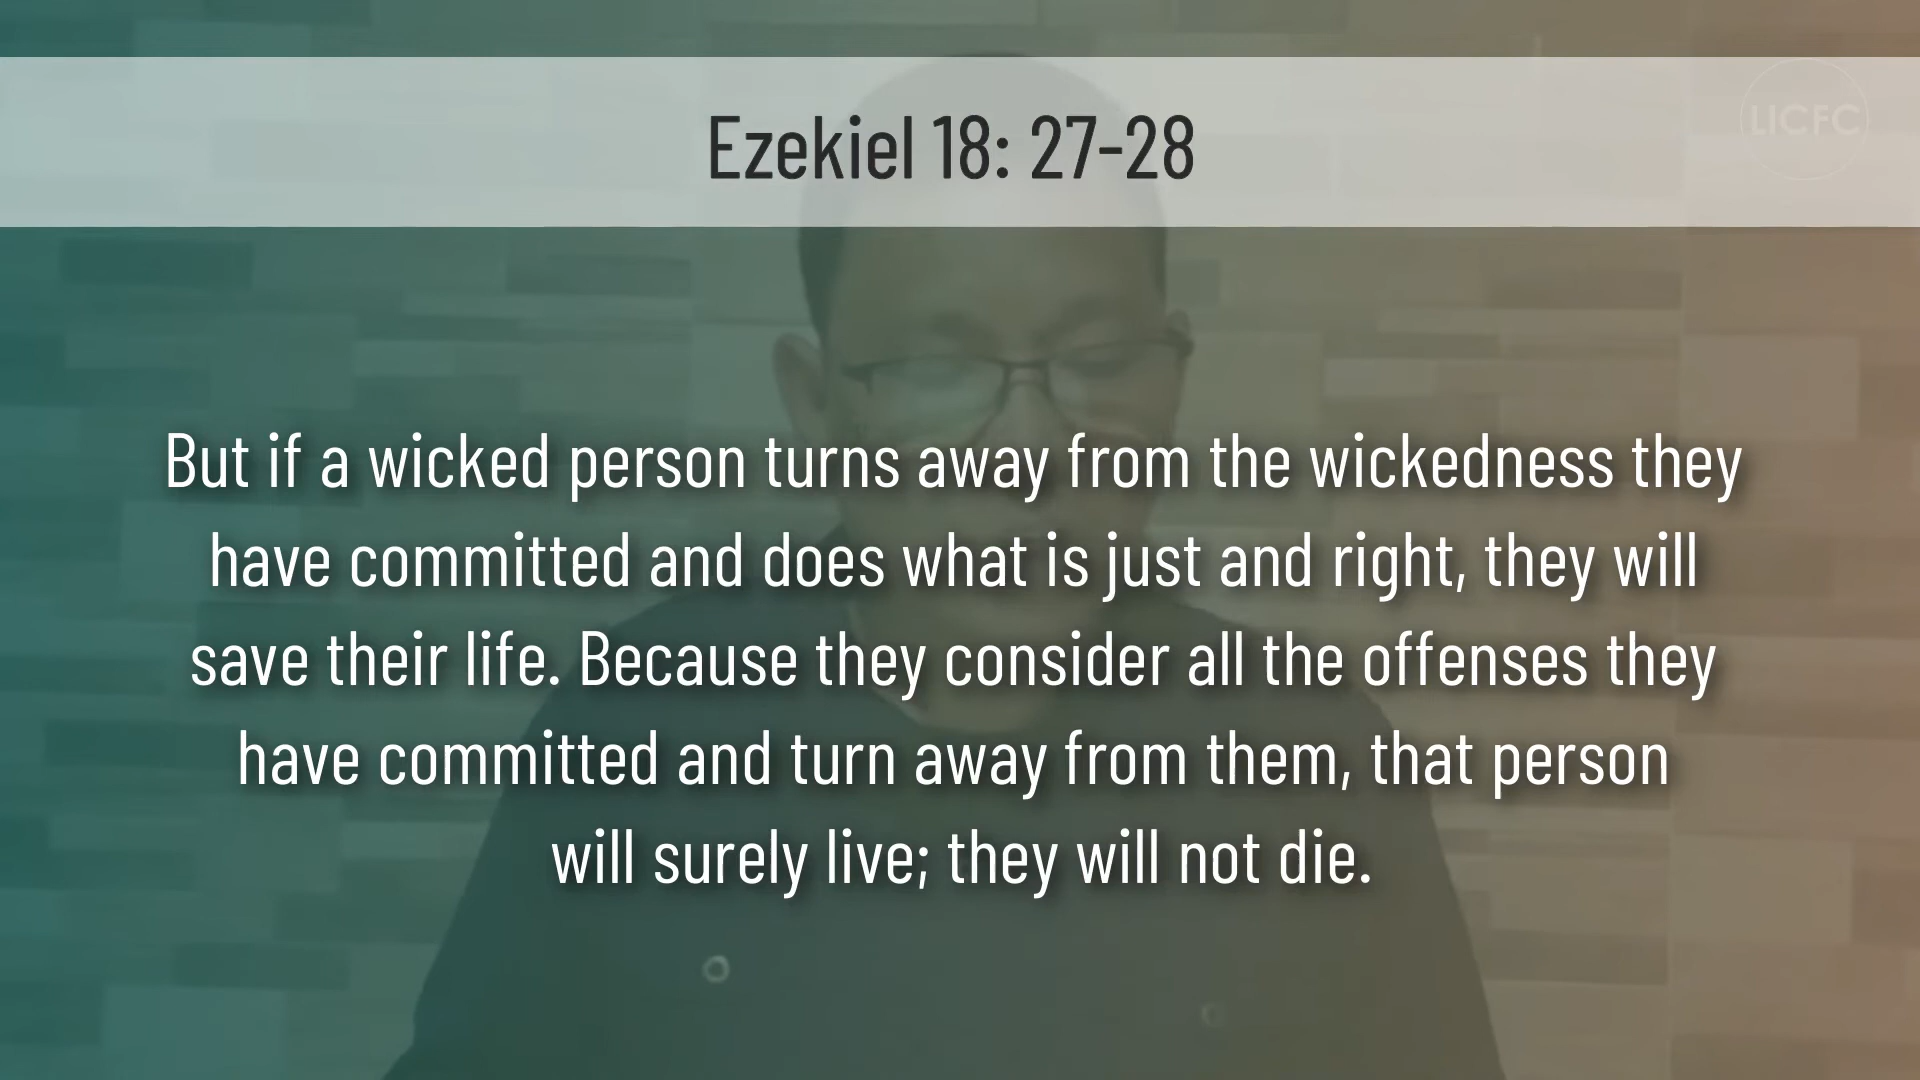 Ezekiel 18: 27-28
LICFC
But if a wicked person turns away from the wickedness they
have committed and does what is just and right, they will
save their life. Because they consider all the offenses they
have committed and turn away from them, that person
will surely live; they will not die.